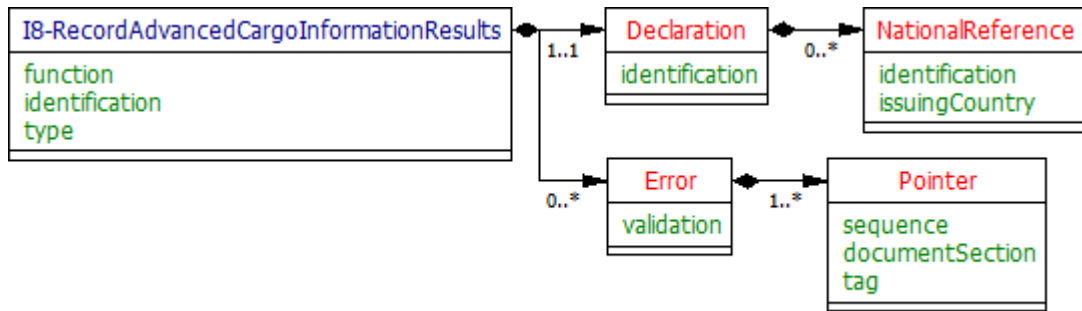 I8-RecordAdvancedCargoInformationResults
function
identification
type
1..1
Declaration
identification
0..*
NationalReference
identification
issuingCountry
0..*
Error
validation
1..*
Pointer
sequence
documentSection
tag